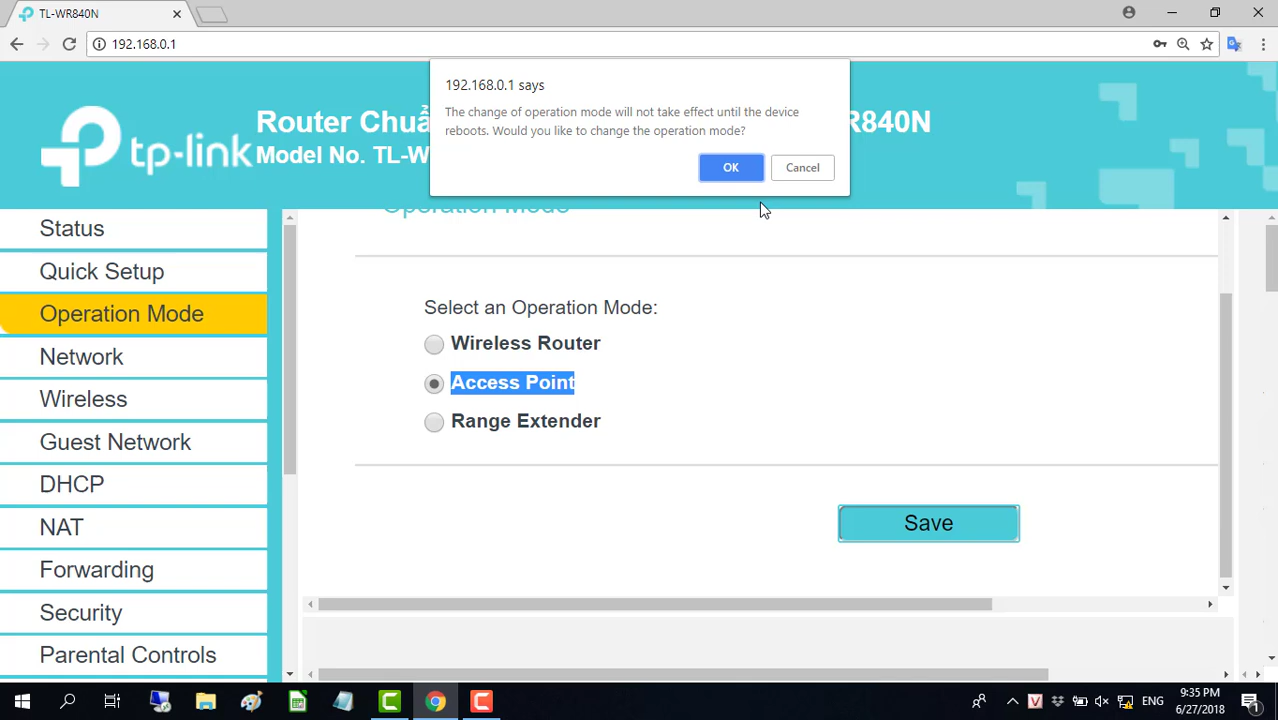 TL-WR840N
192.168.0.1
192.168.0.1 says
The change of operation mode will not take effect until the device
reboots. Would you like to change the operation mode?
OK
Cancel
tp-link
Router Chuẩ
R840N
Model No. TL-W
Operation Mode
Status
Quick Setup
Operation Mode
Network
Wireless
Guest Network
DHCP
NAT
Forwarding
Security
Parental Controls
Select an Operation Mode:
Wireless Router
Access Point
Range Extender
Save
ENG
9:35 PM
6/27/2018